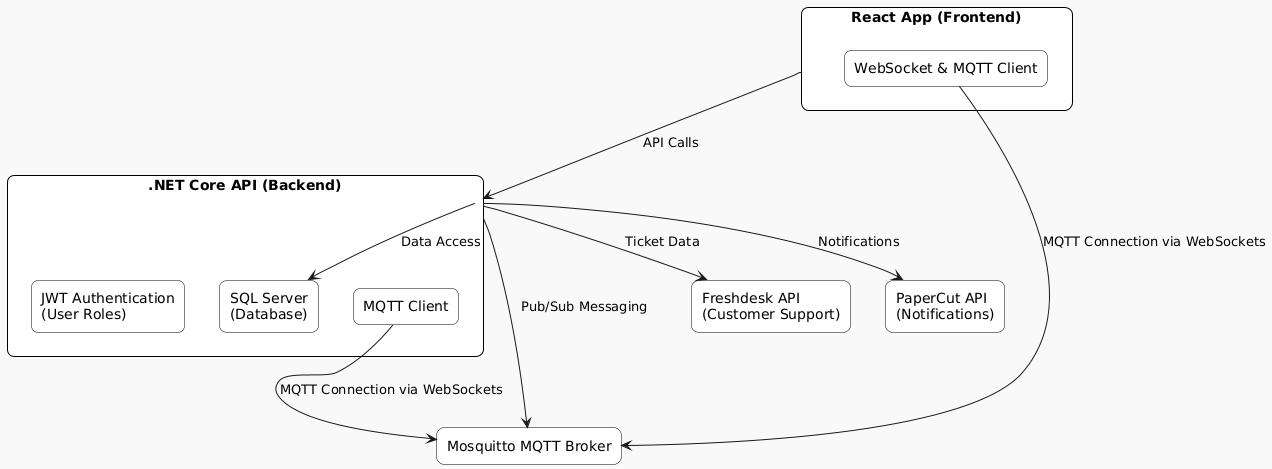 React App (Frontend)
WebSocket & MQTT Client
API Calls
.NET Core API (Backend)
Data Access
Ticket Data
Notifications
MQTT Connection via WebSockets
JWT Authentication
(User Roles)
SQL Server
(Database)
MQTT Client
Pub/Sub Messaging
Freshdesk API
(Customer Support)
PaperCut API
(Notifications)
MQTT Connection via WebSockets
Mosquitto MQTT Broker